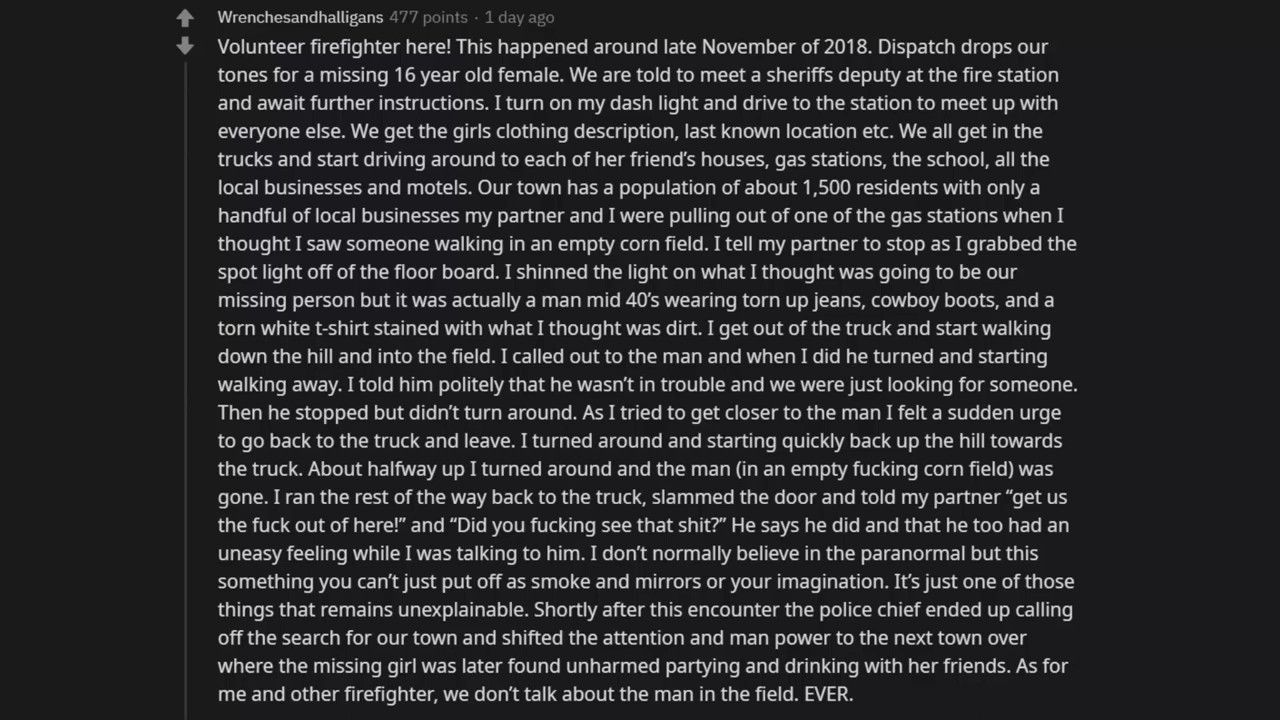 Wrenchesandhalligans 477 points · 1 day ago
Volunteer firefighter here! This happened around late November of 2018. Dispatch drops our
tones for a missing 16 year old female. We are told to meet a sheriffs deputy at the fire station
and await further instructions. I turn on my dash light and drive to the station to meet up with
everyone else. We get the girls clothing description, last known location etc. We all get in the
trucks and start driving around to each of her friend’s houses, gas stations, the school, all the
local businesses and motels. Our town has a population of about 1,500 residents with only a
handful of local businesses my partner and I were pulling out of one of the gas stations when I
thought I saw someone walking in an empty corn field. I tell my partner to stop as I grabbed the
spot light off of the floor board. I shinned the light on what I thought was going to be our
missing person but it was actually a man mid 40’s wearing torn up jeans, cowboy boots, and a
torn white t-shirt stained with what I thought was dirt. I get out of the truck and start walking
down the hill and into the field. I called out to the man and when I did he turned and starting
walking away. I told him politely that he wasn’t in trouble and we were just looking for someone.
Then he stopped but didn’t turn around. As I tried to get closer to the man I felt a sudden urge
to go back to the truck and leave. I turned around and starting quickly back up the hill towards
the truck. About halfway up I turned around and the man (in an empty fucking corn field) was
gone. I ran the rest of the way back to the truck, slammed the door and told my partner “get us
the fuck out of here!” and “Did you fucking see that shit?” He says he did and that he too had an
uneasy feeling while I was talking to him. I don’t normally believe in the paranormal but this
something you can’t just put off as smoke and mirrors or your imagination. It’s just one of those
things that remains unexplainable. Shortly after this encounter the police chief ended up calling
off the search for our town and shifted the attention and man power to the next town over
where the missing girl was later found unharmed partying and drinking with her friends. As for
me and other firefighter, we don’t talk about the man in the field. EVER.